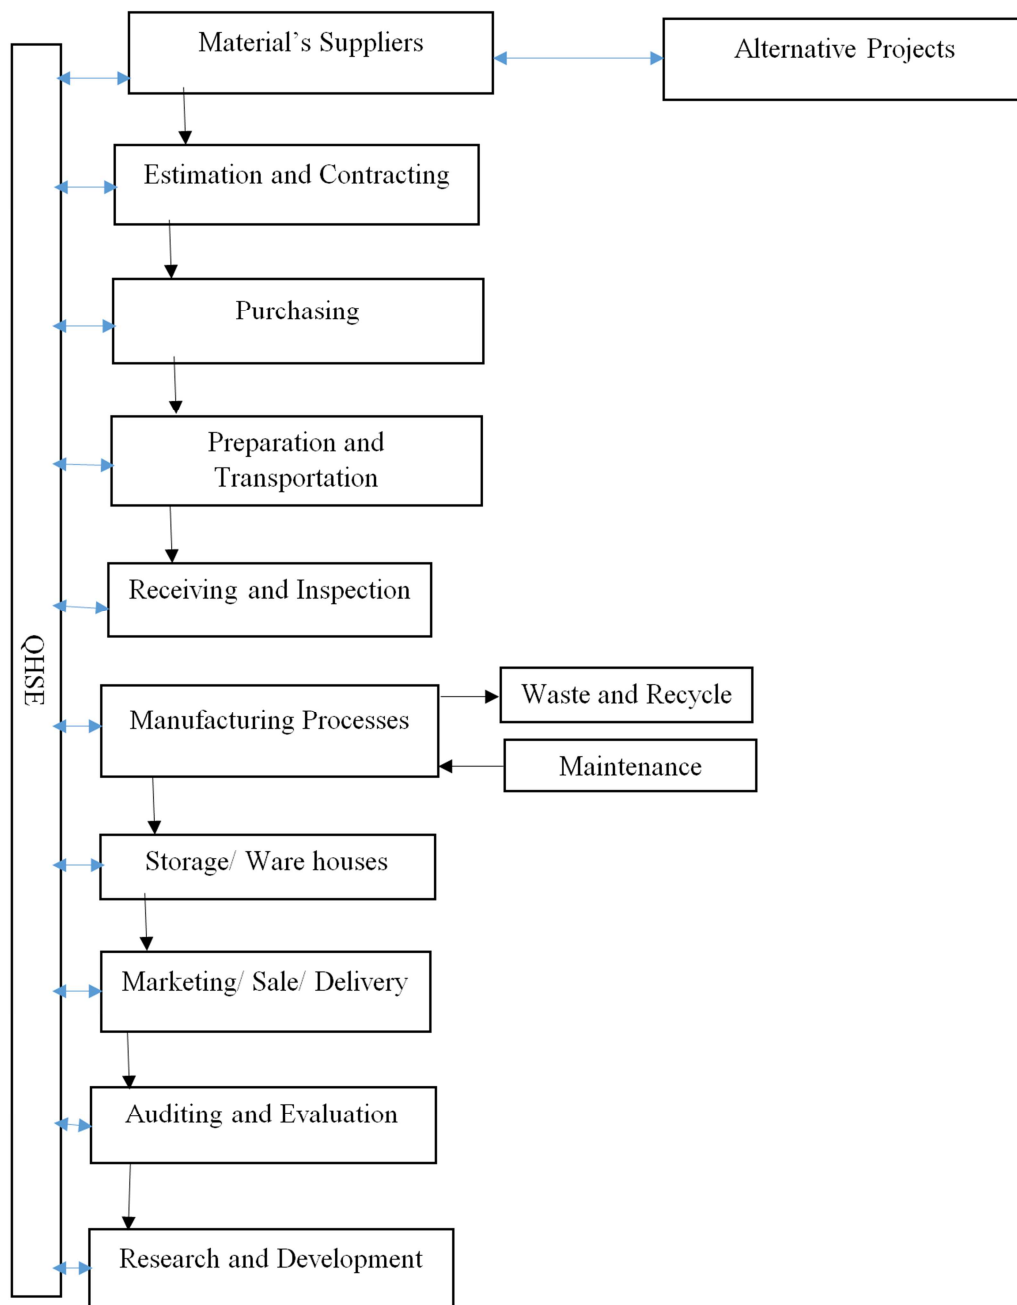 Material’s Suppliers
Alternative Projects
Estimation and Contracting
Purchasing
Preparation and
Transportation
Receiving and Inspection
QHSE
Manufacturing Processes
Waste and Recycle
Maintenance
Storage/ Ware houses
Marketing/ Sale/ Delivery
Auditing and Evaluation
Research and Development